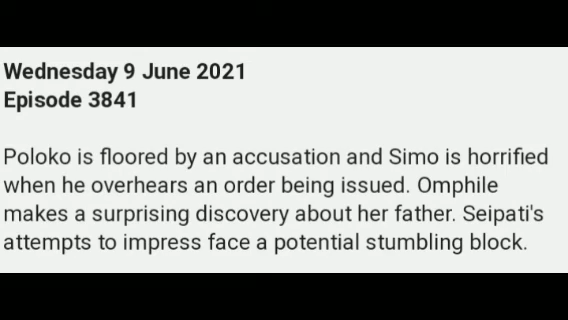 Wednesday 9 June 2021
Episode 3841
Poloko is floored by an accusation and Simo is horrified
when he overhears an order being issued. Omphile
makes a surprising discovery about her father. Seipati's
attempts to impress face a potential stumbling block.